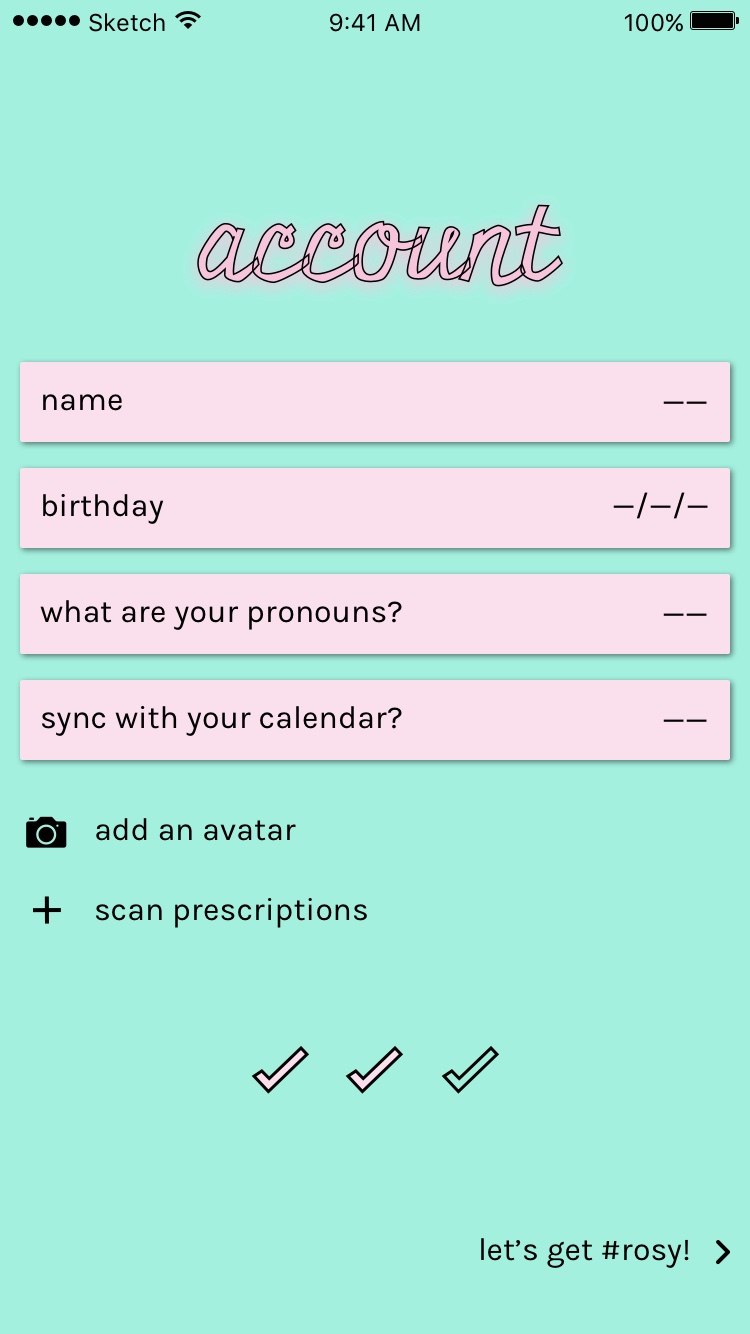 Sketch 9:41 AM 100%
account
name ––
birthday –/–/–
what are your pronouns? ––
sync with your calendar? ––
add an avatar
scan prescriptions
let’s get #rosy!